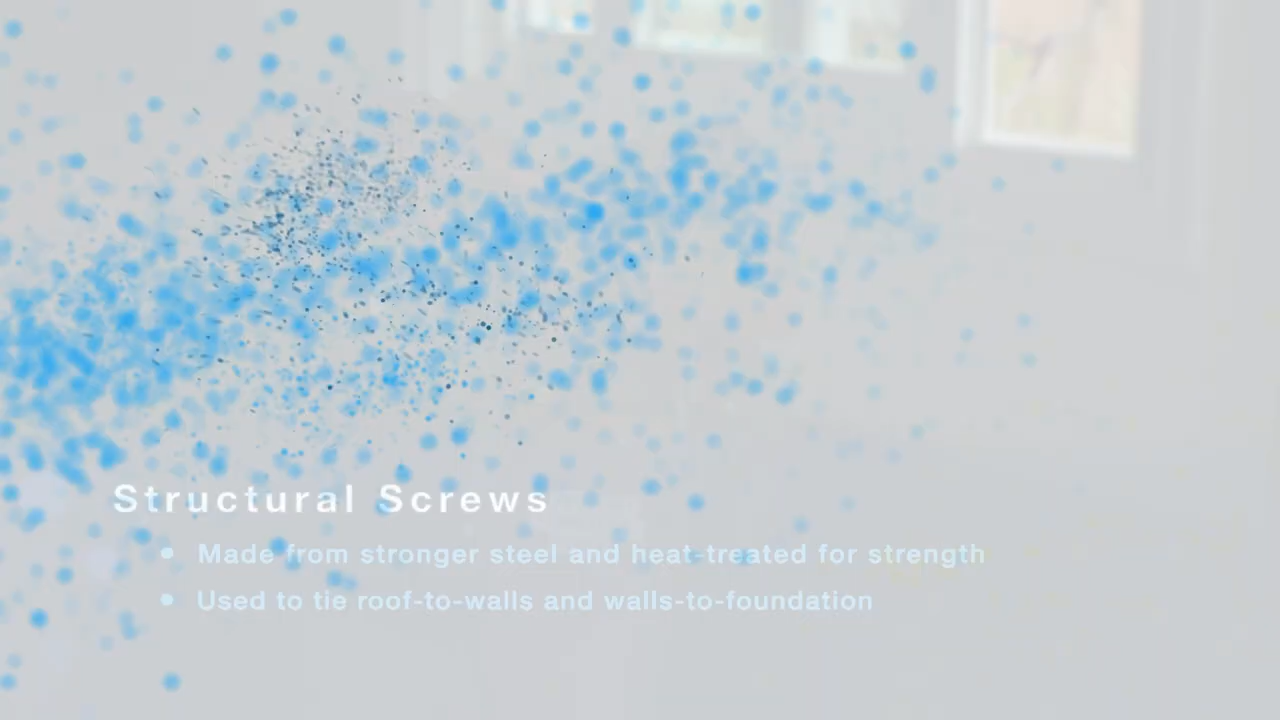 Structural Screws
• Made from stronger steel and heat-treated for strength
• Used to tie roof-to-walls and walls-to-foundation